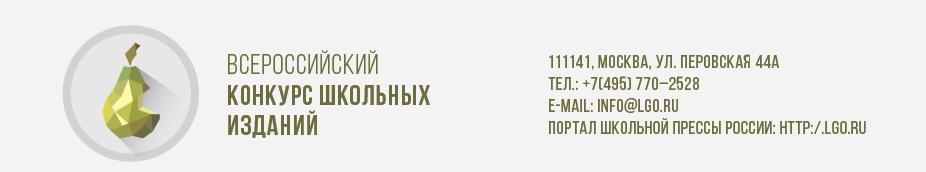 ВСЕРОССИЙСКИЙ
КОНКУРС ШКОЛЬНЫХ
ИЗДАНИЙ
111141, МОСКВА, УЛ. ПЕРОВСКАЯ 44А
ТЕЛ.: +7(495) 770–2528
E-MAIL: INFO@LGO.RU
ПОРТАЛ ШКОЛЬНОЙ ПРЕССЫ РОССИИ: HTTP:/.LGO.RU